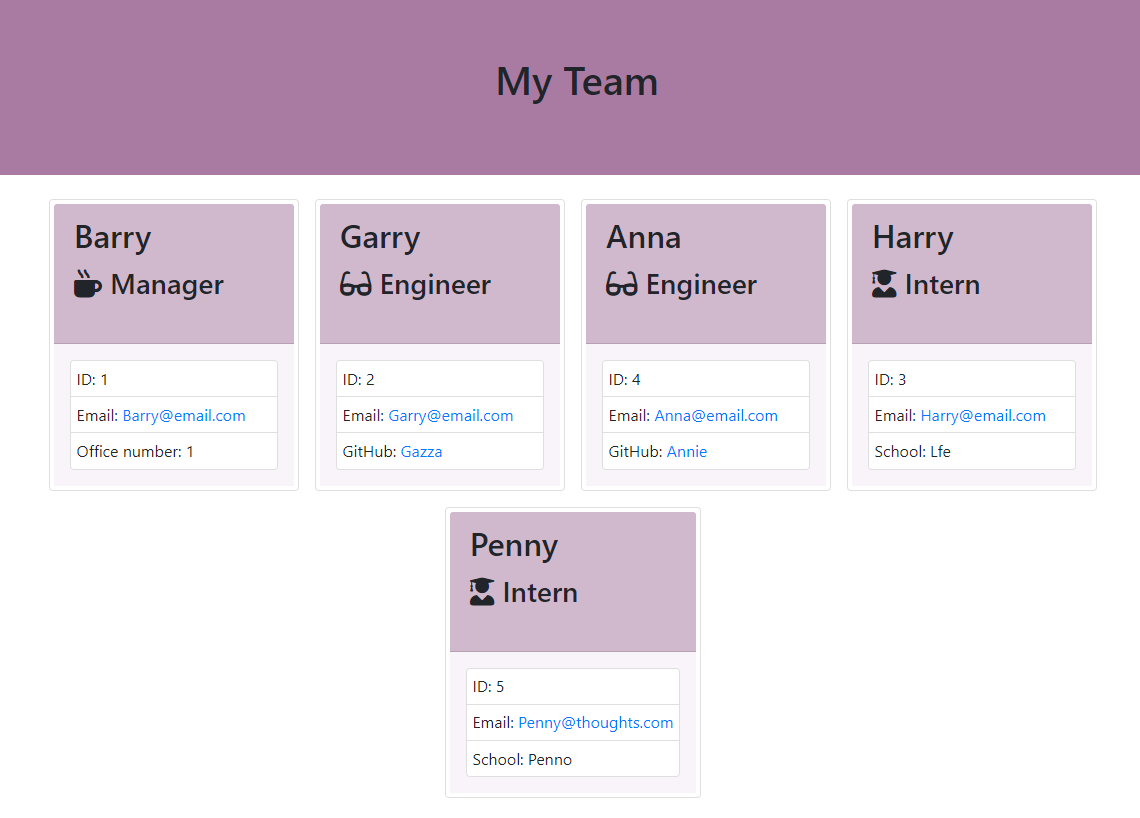 My Team
Barry
Manager
ID: 1
Email: Barry@email.com
Office number: 1
Garry
Engineer
ID: 2
Email: Garry@email.com
GitHub: Gazza
Anna
Engineer
ID: 4
Email: Anna@email.com
GitHub: Annie
Harry
Intern
ID: 3
Email: Harry@email.com
School: Lfe
Penny
Intern
ID: 5
Email: Penny@thoughts.com
School: Penno